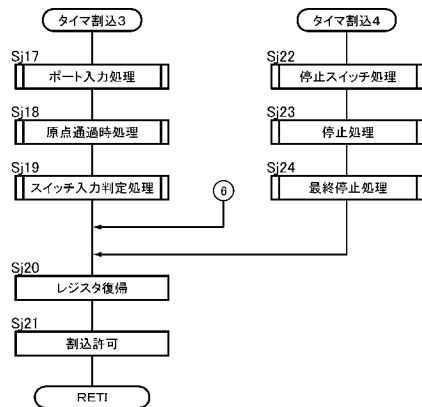 タイマ割込3
タイマ割込4
Sj17
ポート入力処理
Sj22
停止スイッチ処理
Sj18
原点通過時処理
Sj23
停止処理
Sj19
スイッチ入力判定処理
Sj24
最終停止処理
6
Sj20
レジスタ復帰
Sj21
割込許可
RETI